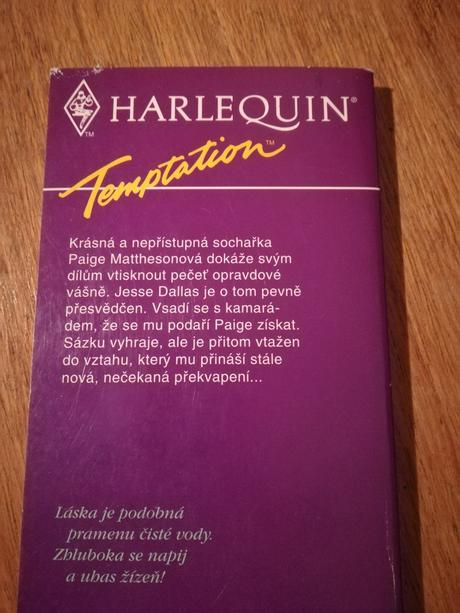 HARLEQUIN®
TM
Temptation™
Krásná a nepřístupná sochařka
Paige Matthesonová dokáže svým
dílům vtisknout pečeť opravdové
vášně. Jesse Dallas je o tom pevně
přesvědčen. Vsadí se s kamará-
dem, že se mu podaří Paige získat.
Sázku vyhraje, ale je přitom vtažen
do vztahu, který mu přináší stále
nová, nečekaná překvapení...
Láska je podobná
pramenu čisté vody.
Zhluboka se napij
a uhas žízeň!